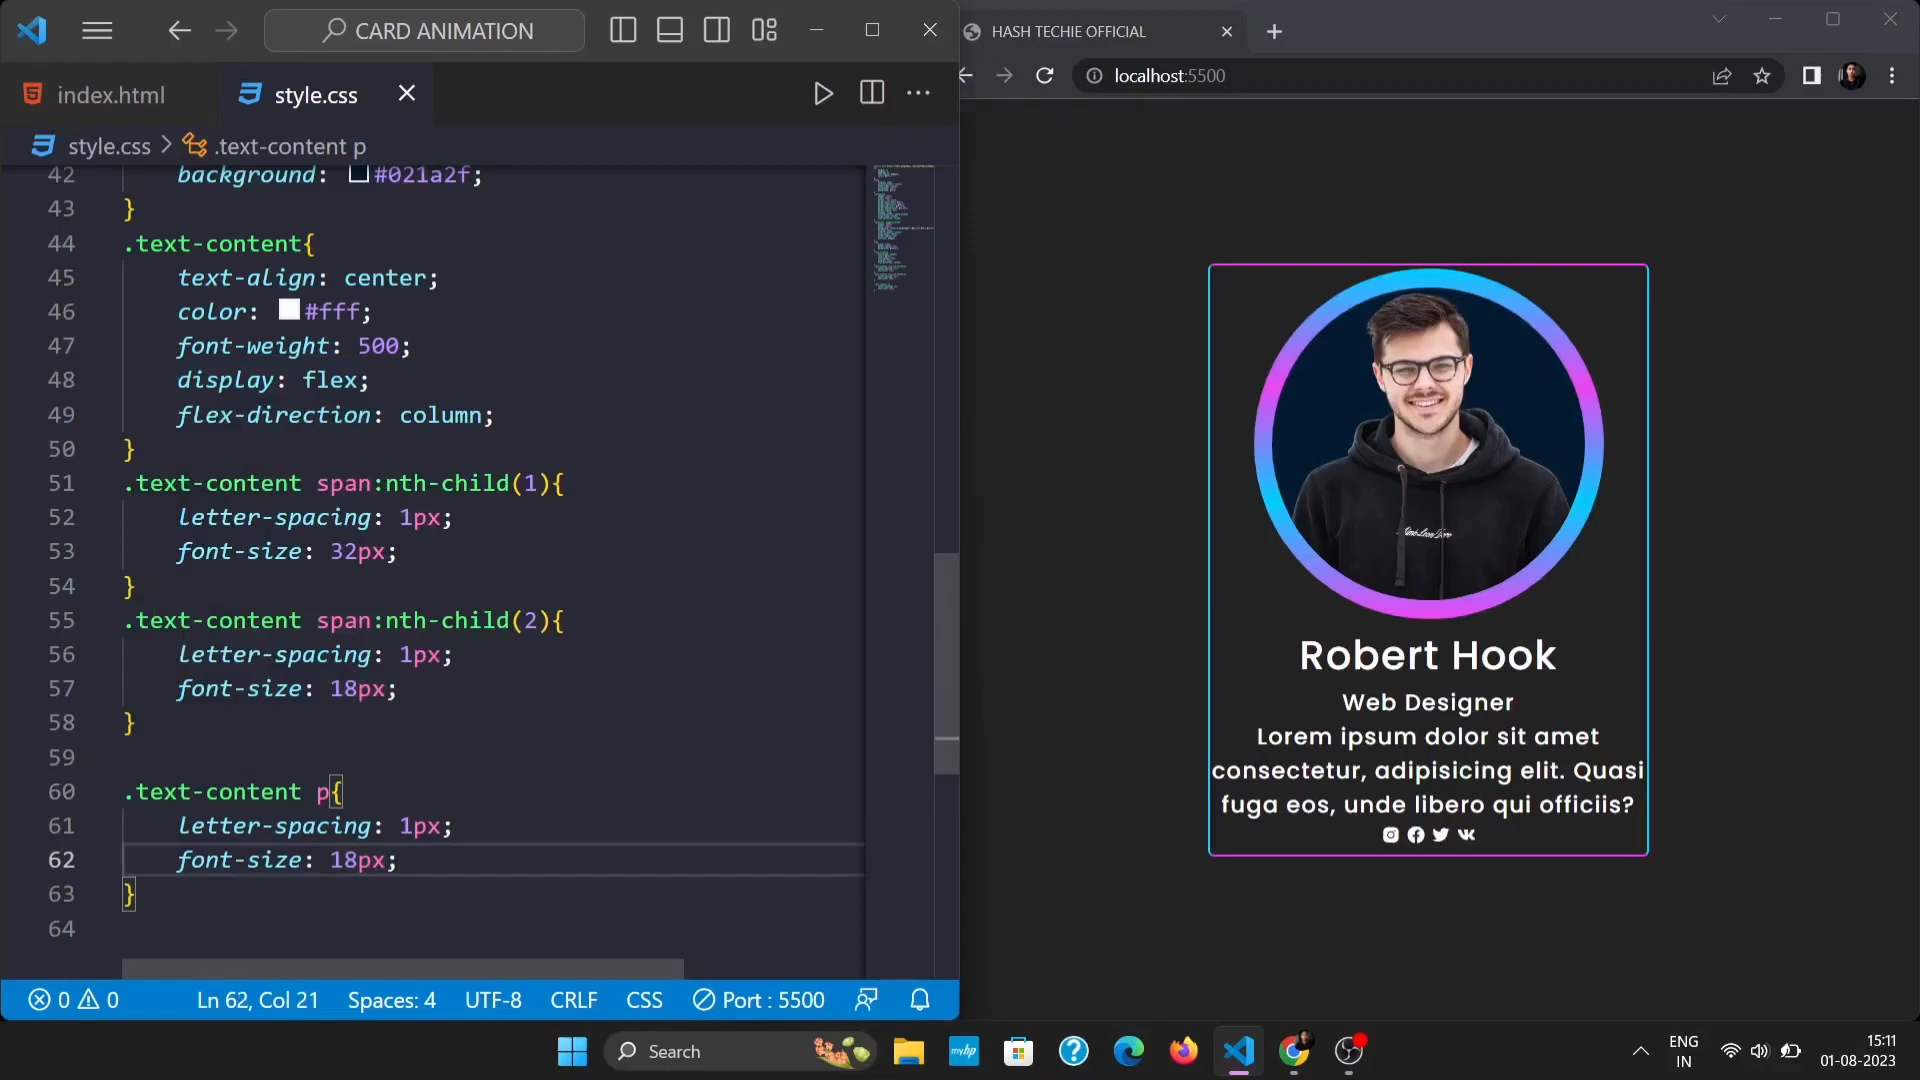 CARD ANIMATION
index.html
style.css
style.css > .text-content p
42 background: #021a2f;
43 }
44 .text-content{
45 text-align: center;
46 color: #fff;
47 font-weight: 500;
48 display: flex;
49 flex-direction: column;
50 }
51 .text-content span:nth-child(1){
52 letter-spacing: 1px;
53 font-size: 32px;
54 }
55 .text-content span:nth-child(2){
56 letter-spacing: 1px;
57 font-size: 18px;
58 }
59
60 .text-content p{
61 letter-spacing: 1px;
62 font-size: 18px;
63 }
64
0 0 Ln 62, Col 21 Spaces: 4 UTF-8 CRLF CSS Port : 5500
HASH TECHIE OFFICIAL
localhost:5500
Robert Hook
Web Designer
Lorem ipsum dolor sit amet
consectetur, adipisicing elit. Quasi
fuga eos, unde libero qui officiis?
Search
myhp
ENG
IN
15:11
01-08-2023